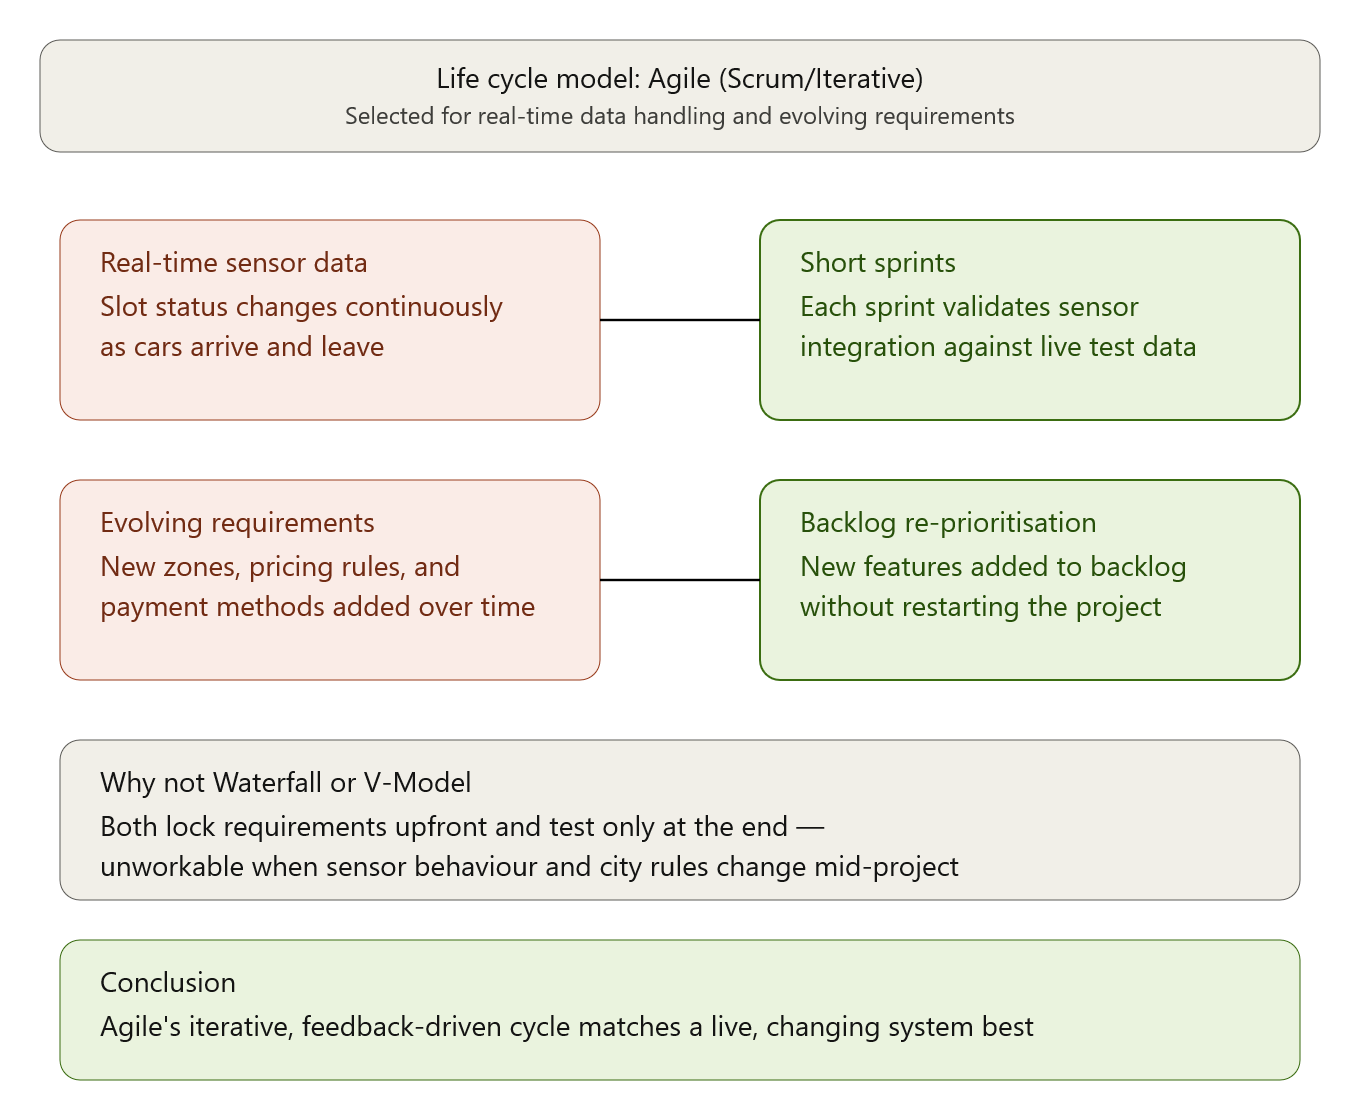 Life cycle model: Agile (Scrum/Iterative)
Selected for real-time data handling and evolving requirements
Real-time sensor data
Slot status changes continuously
as cars arrive and leave
Short sprints
Each sprint validates sensor
integration against live test data
Evolving requirements
New zones, pricing rules, and
payment methods added over time
Backlog re-prioritisation
New features added to backlog
without restarting the project
Why not Waterfall or V-Model
Both lock requirements upfront and test only at the end —
unworkable when sensor behaviour and city rules change mid-project
Conclusion
Agile's iterative, feedback-driven cycle matches a live, changing system best